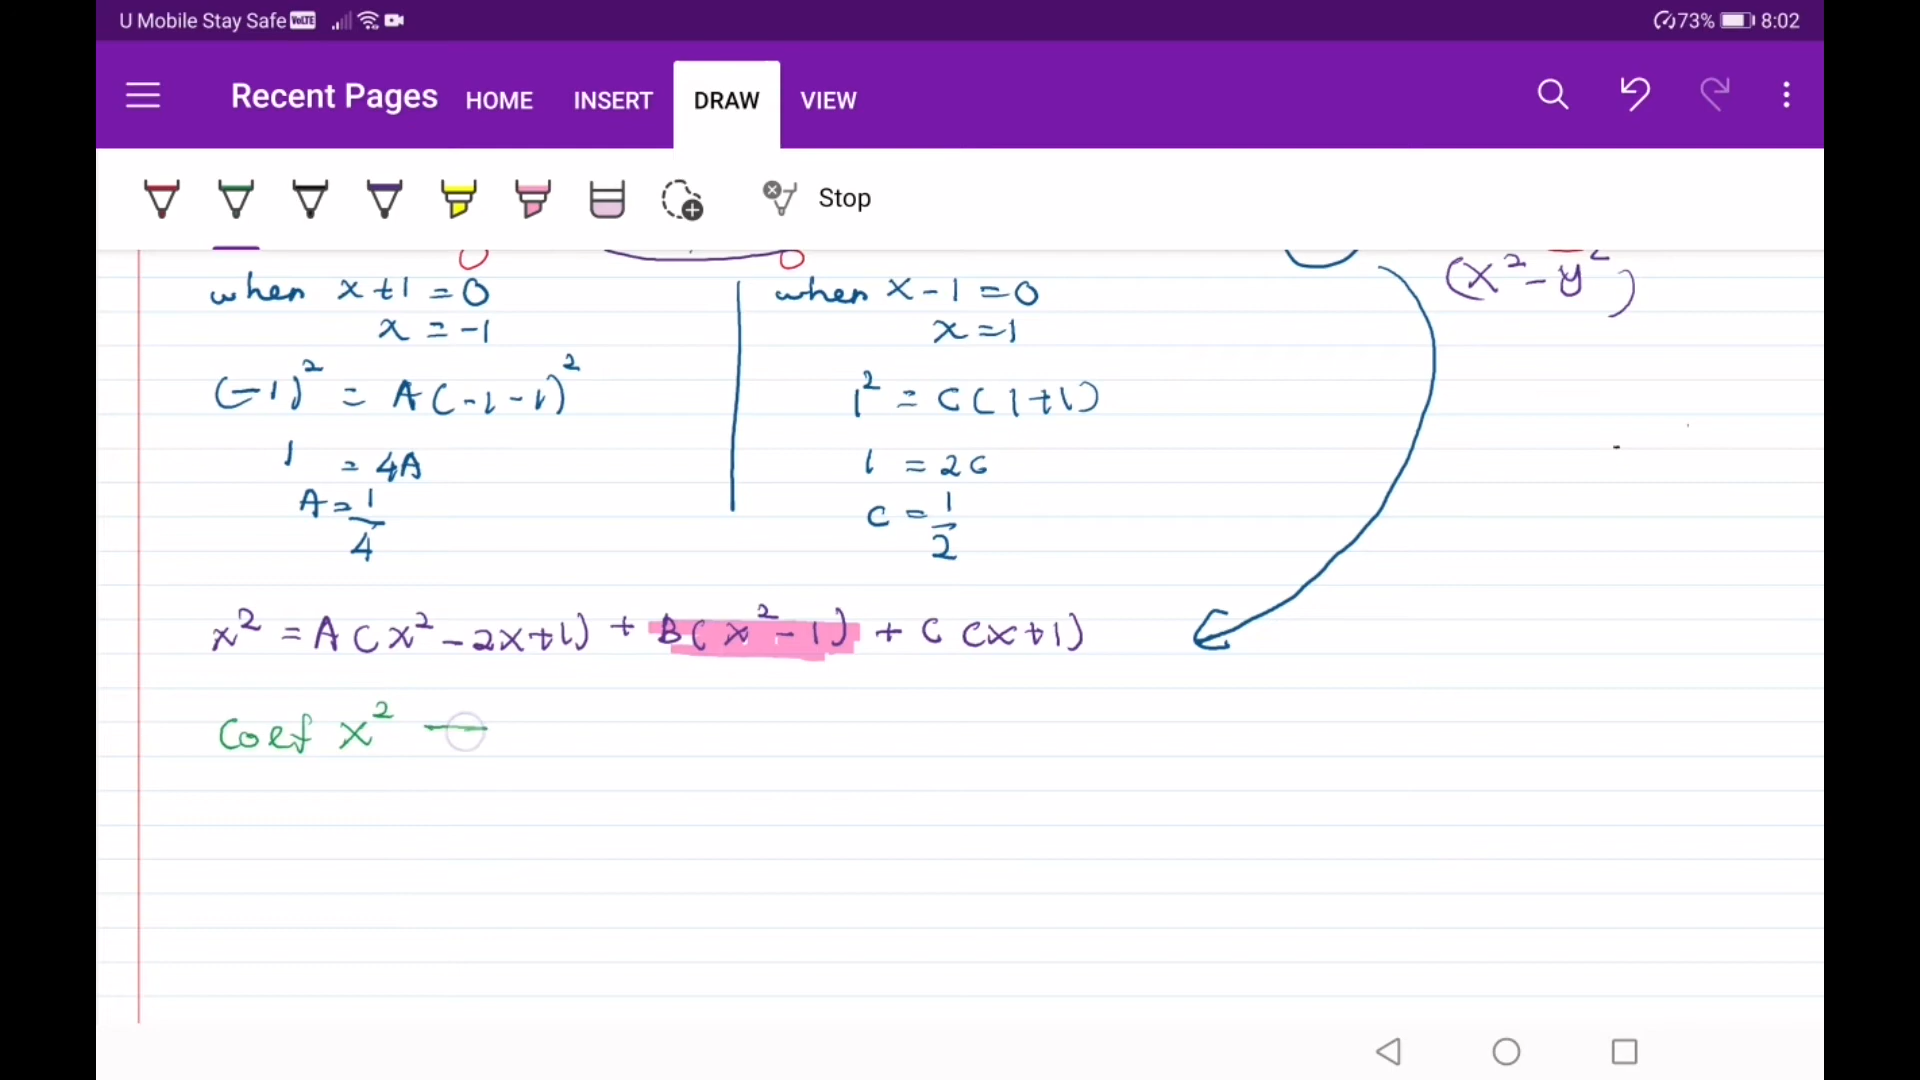 U Mobile Stay Safe VoLTE 73% 8:02
Recent Pages HOME INSERT DRAW VIEW
Stop
(x²-y²)
when x+1=0 when x-1=0
x=-1 x=1
(-1)² = A(-1-1)² 1² = C(1+1)
1 = 4A 1 = 2C
A=1/4 C=1/2
x² = A(x²-2x+1) + B(x²-1) + C(x+1)
Coef x²